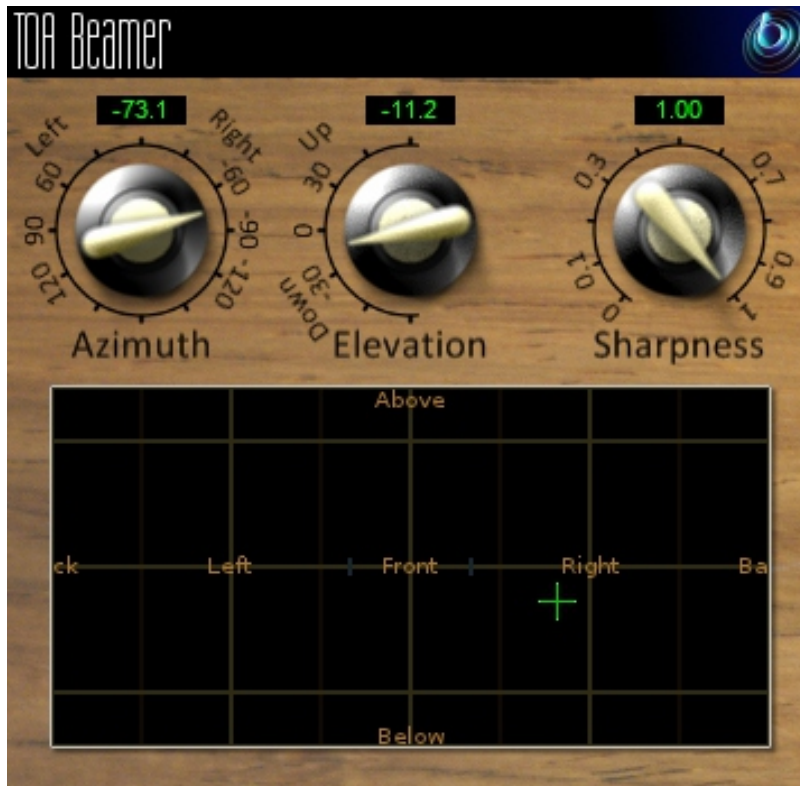 TOA Beamer
-73.1
-11.2
1.00
Left
Right
60
-60
90
-90
120
-120
Azimuth
Up
30
0
-30
Down
Elevation
0.3
0.7
0.1
0.9
0
1
Sharpness
Above
ck Left Front Right Ba
Below